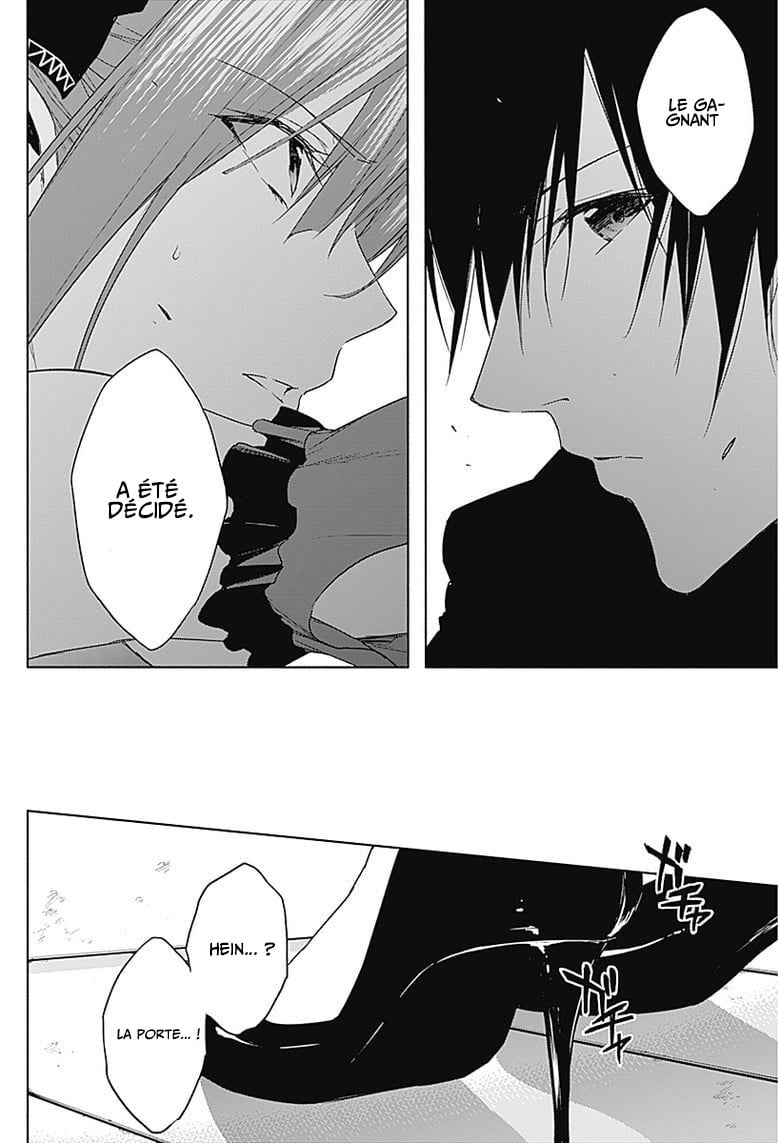 LE GA-
GNANT
A ÉTÉ
DÉCIDÉ.
ガチャ
HEIN... ?
ガチャ
LA PORTE... !